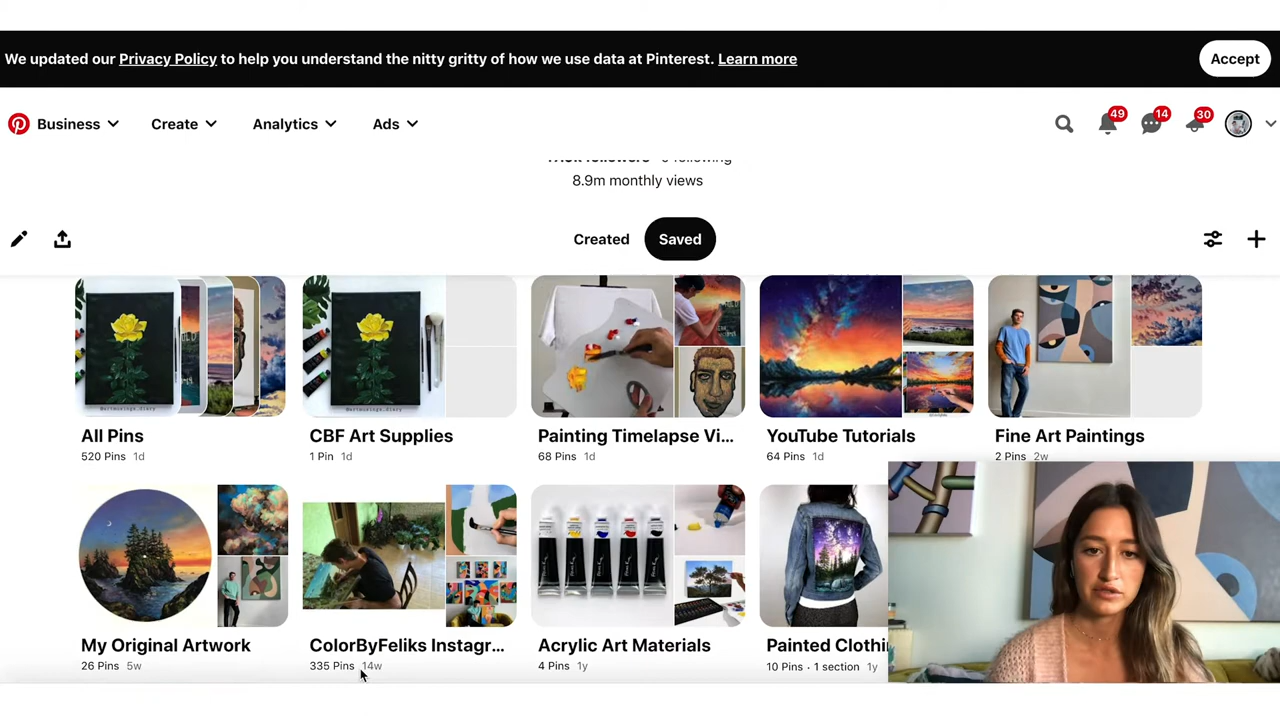 We updated our Privacy Policy to help you understand the nitty gritty of how we use data at Pinterest. Learn more
Accept
Business
Create
Analytics
Ads
49
14
30
followers
following
8.9m monthly views
Created
Saved
All Pins
520 Pins 1d
CBF Art Supplies
1 Pin 1d
Painting Timelapse Vi...
68 Pins 1d
YouTube Tutorials
64 Pins 1d
Fine Art Paintings
2 Pins 2w
My Original Artwork
26 Pins 5w
ColorByFeliks Instagr...
335 Pins 14w
Acrylic Art Materials
4 Pins 1y
Painted Clothi
10 Pins · 1 section 1y